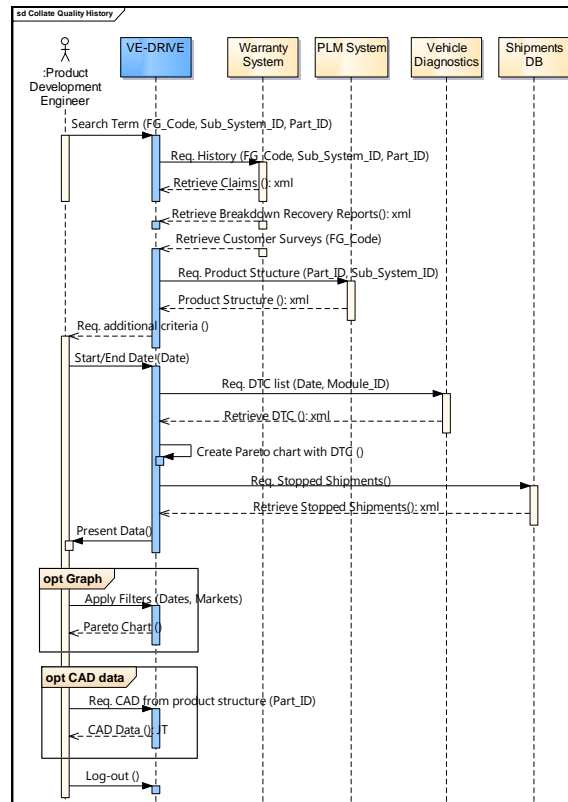 sd Collate Quality History
:Product
Development
Engineer
VE-DRIVE
Warranty
System
PLM System
Vehicle
Diagnostics
Shipments
DB
Search Term (FG_Code, Sub_System_ID, Part_ID)
Req. History (FG_Code, Sub_System_ID, Part_ID)
Retrieve Claims (): xml
Retrieve Breakdown Recovery Reports(): xml
Retrieve Customer Surveys (FG_Code)
Req. Product Structure (Part_ID, Sub_System_ID)
Product Structure (): xml
Req. additional criteria ()
Start/End Date (Date)
Req. DTC list (Date, Module_ID)
Retrieve DTC (): xml
Create Pareto chart with DTC ()
Req. Stopped Shipments()
Retrieve Stopped Shipments(): xml
Present Data()
opt Graph
Apply Filters (Dates, Markets)
Pareto Chart ()
opt CAD data
Req. CAD from product structure (Part_ID)
CAD Data (): JT
Log-out ()